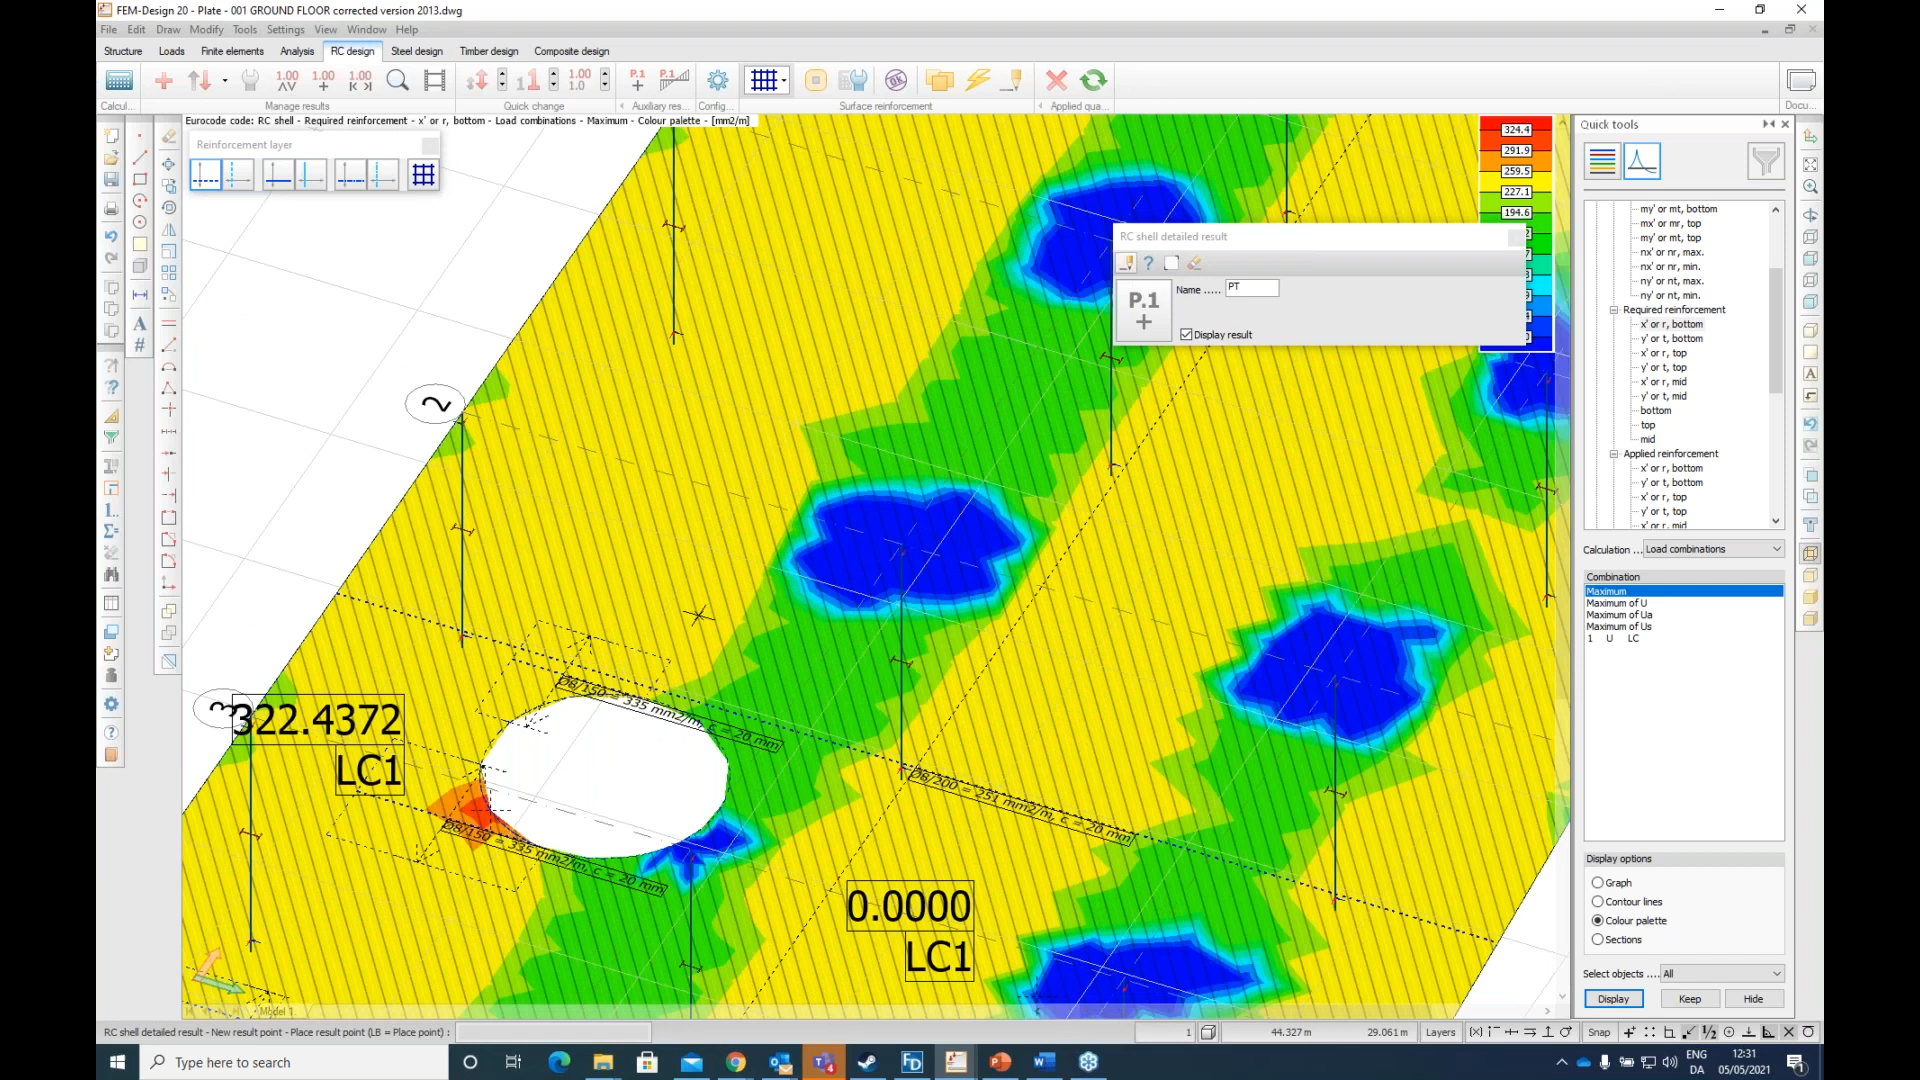 FEM-Design 20 - Plate - 001 GROUND FLOOR corrected version 2013.dwg
File Edit Draw Modify Tools Settings View Window Help
Structure Loads Finite elements Analysis RC design Steel design Timber design Composite design
Calcul... Manage results Quick change Auxiliary res... Config... Surface reinforcement Applied qua... Docu...
Eurocode code: RC shell - Required reinforcement - x' or r, bottom - Load combinations - Maximum - Colour palette - [mm2/m]
Reinforcement layer
324.4
291.9
259.5
227.1
194.6
RC shell detailed result
P.1
+
Name ..... PT
Display result
2
3
322.4372
LC1
Ø8/150 = 335 mm2/m, c = 20 mm
Ø8/200 = 251 mm2/m, c = 20 mm
Ø8/150 = 335 mm2/m, c = 20 mm
0.0000
LC1
Model 1
Quick tools
my' or mt, bottom
mx' or mr, top
my' or mt, top
nx' or nr, max.
nx' or nr, min.
ny' or nt, max.
ny' or nt, min.
Required reinforcement
x' or r, bottom
y' or t, bottom
x' or r, top
y' or t, top
x' or r, mid
y' or t, mid
bottom
top
mid
Applied reinforcement
x' or r, bottom
y' or t, bottom
x' or r, top
y' or t, top
x' or r, mid
Calculation ... Load combinations
Combination
Maximum
Maximum of U
Maximum of Ua
Maximum of Us
1 U LC
Display options
Graph
Contour lines
Colour palette
Sections
Select objects .... All
Display Keep Hide
RC shell detailed result - New result point - Place result point (LB = Place point) :
1 44.327 m 29.061 m Layers Snap
Type here to search
ENG
DA
12:31
05/05/2021